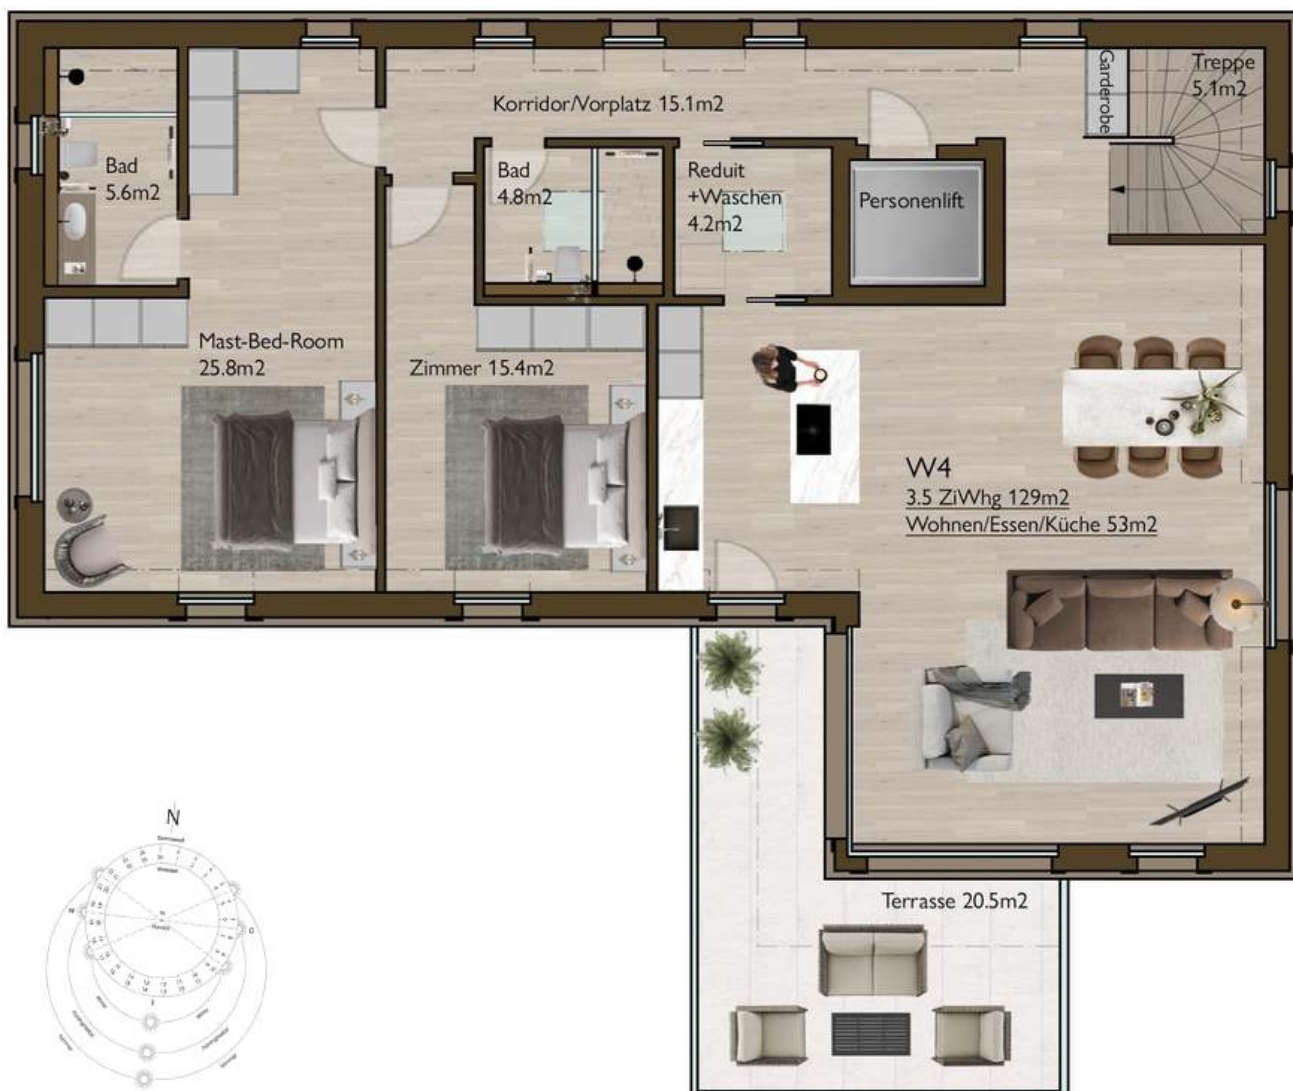 Treppe
5.1m2
Garderobe
Korridor/Vorplatz 15.1m2
Bad
5.6m2
Bad
4.8m2
Reduit
+Waschen
4.2m2
Personenlift
Mast-Bed-Room
25.8m2
Zimmer 15.4m2
W4
3.5 ZiWhg 129m2
Wohnen/Essen/Küche 53m2
Terrasse 20.5m2
N
W
O
S